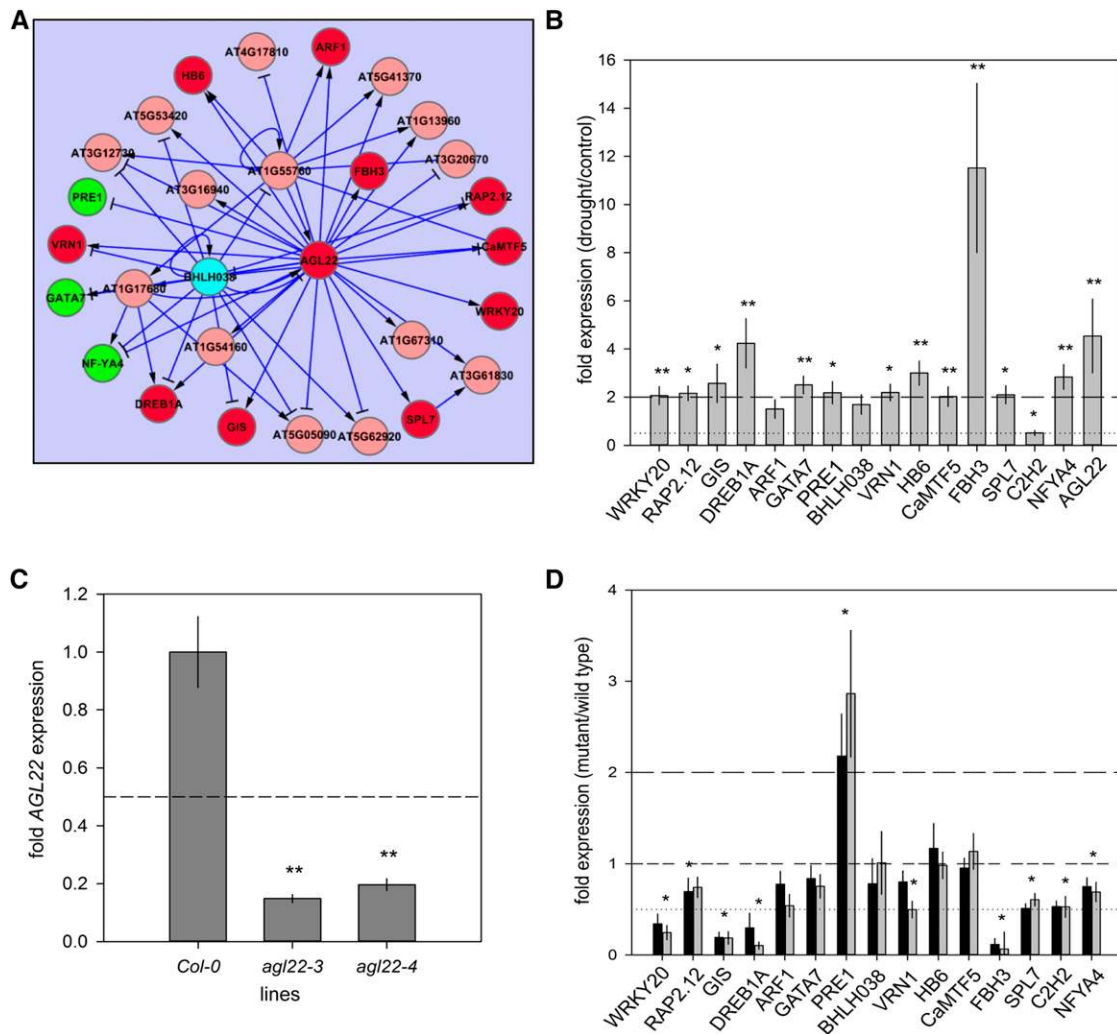 A
AT4G17810
ARF1
HB6
AT5G41370
AT5G53420
AT1G13960
AT3G12730
AT1G55760
FBH3
AT3G20670
PRE1
AT3G16940
RAP2.12
VRN1
AGL22
CaMTF5
BHLH038
GATA7
AT1G17680
WRKY20
NF-YA4
AT1G54160
AT1G67310
AT3G61830
DREB1A
GIS
AT5G05090
AT5G62920
SPL7
B
fold expression (drought/control)
16
14
12
10
8
6
4
2
0
** * * ** ** * * ** ** ** * * ** **
WRKY20
RAP2.12
GIS
DREB1A
ARF1
GATA7
PRE1
BHLH038
VRN1
HB6
CaMTF5
FBH3
SPL7
C2H2
NFYA4
AGL22
C
fold AGL22 expression
1.2
1.0
0.8
0.6
0.4
0.2
0.0
** **
Col-0 agl22-3 agl22-4
lines
D
fold expression (mutant/wild type)
4
3
2
1
0
* * * * * * * * * *
WRKY20
RAP2.12
GIS
DREB1A
ARF1
GATA7
PRE1
BHLH038
VRN1
HB6
CaMTF5
FBH3
SPL7
C2H2
NFYA4